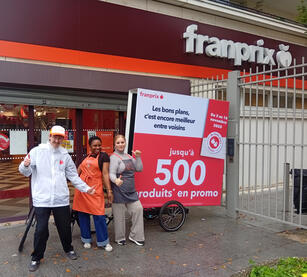 franprix
franprix
Les bons plans,
c'est encore meilleur
entre voisins
jusqu'à
500
produits* en promo